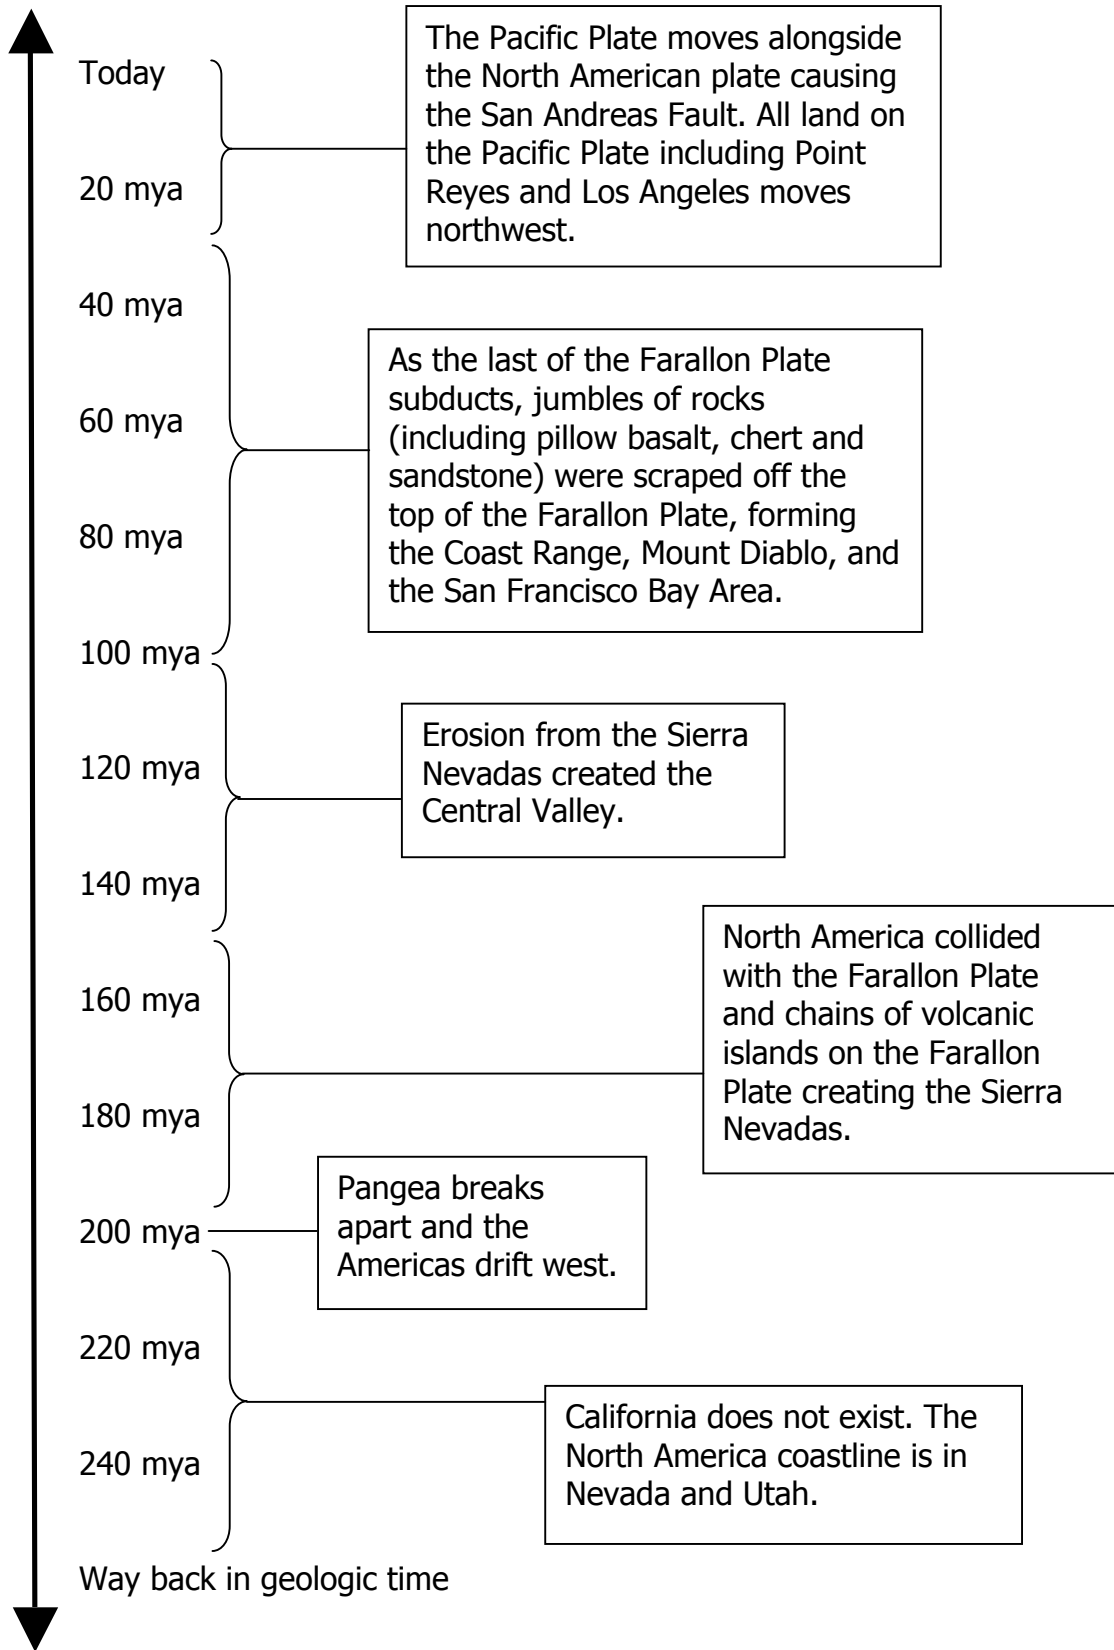 Today
The Pacific Plate moves alongside
the North American plate causing
the San Andreas Fault. All land on
the Pacific Plate including Point
Reyes and Los Angeles moves
northwest.
20 mya
40 mya
As the last of the Farallon Plate
subducts, jumbles of rocks
(including pillow basalt, chert and
sandstone) were scraped off the
top of the Farallon Plate, forming
the Coast Range, Mount Diablo, and
the San Francisco Bay Area.
60 mya
80 mya
100 mya
Erosion from the Sierra
Nevadas created the
Central Valley.
120 mya
140 mya
North America collided
with the Farallon Plate
and chains of volcanic
islands on the Farallon
Plate creating the Sierra
Nevadas.
160 mya
180 mya
Pangea breaks
apart and the
Americas drift west.
200 mya
220 mya
California does not exist. The
North America coastline is in
Nevada and Utah.
240 mya
Way back in geologic time